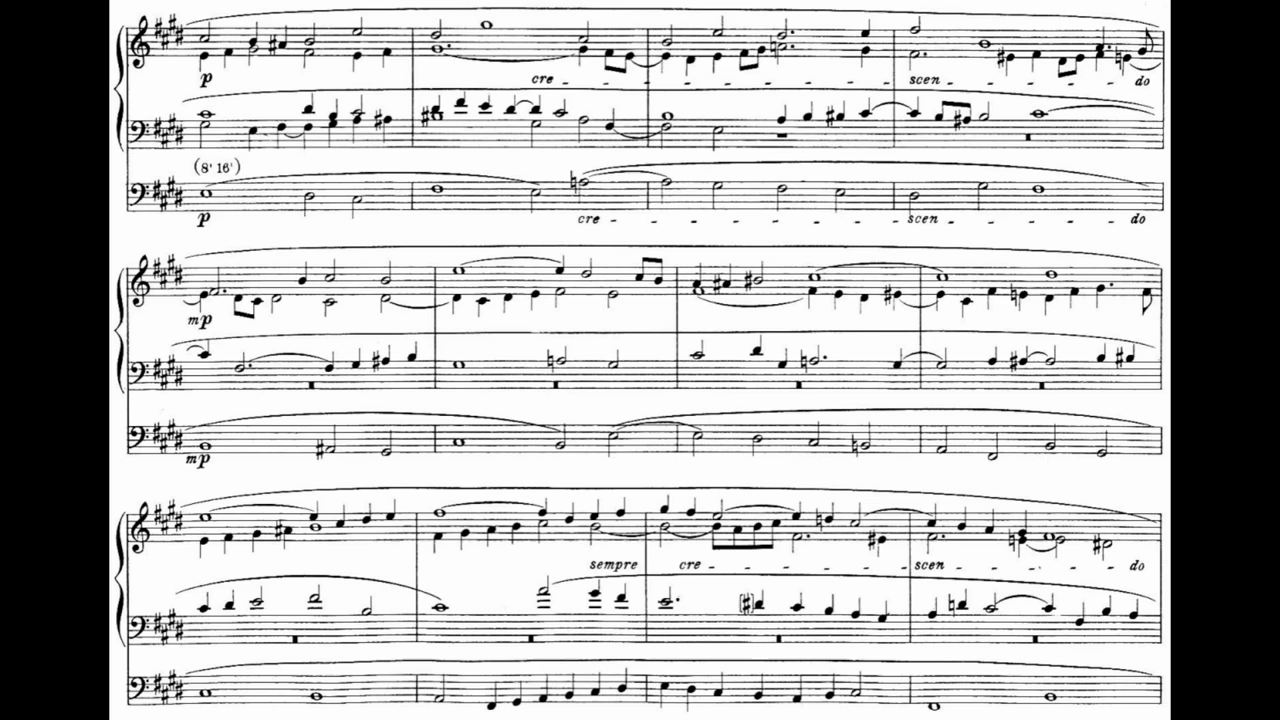 p cre - - - - - - - - scen - - - - - - - do
(8' 16')
p cre - - - - - - - scen - - - - - do
mp
mp
sempre cre - - - - - - - scen - - - - - do